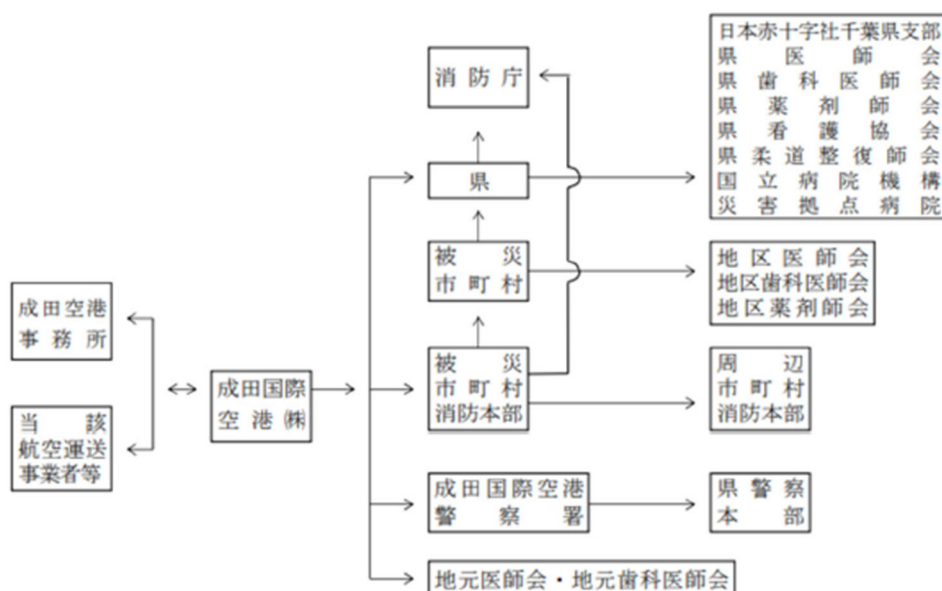 消防庁
県
被災
市町村
被災
市町村
消防本部
成田空港
事務所
当該
航空運送
事業者等
成田国際
空港㈱
成田国際空港
警察署
地元医師会・地元歯科医師会
日本赤十字社千葉県支部
県医師会
県歯科医師会
県薬剤師会
県看護協会
県柔道整復師会
国立病院機構
災害拠点病院
地区医師会
地区歯科医師会
地区薬剤師会
周辺
市町村
消防本部
県警察
本部